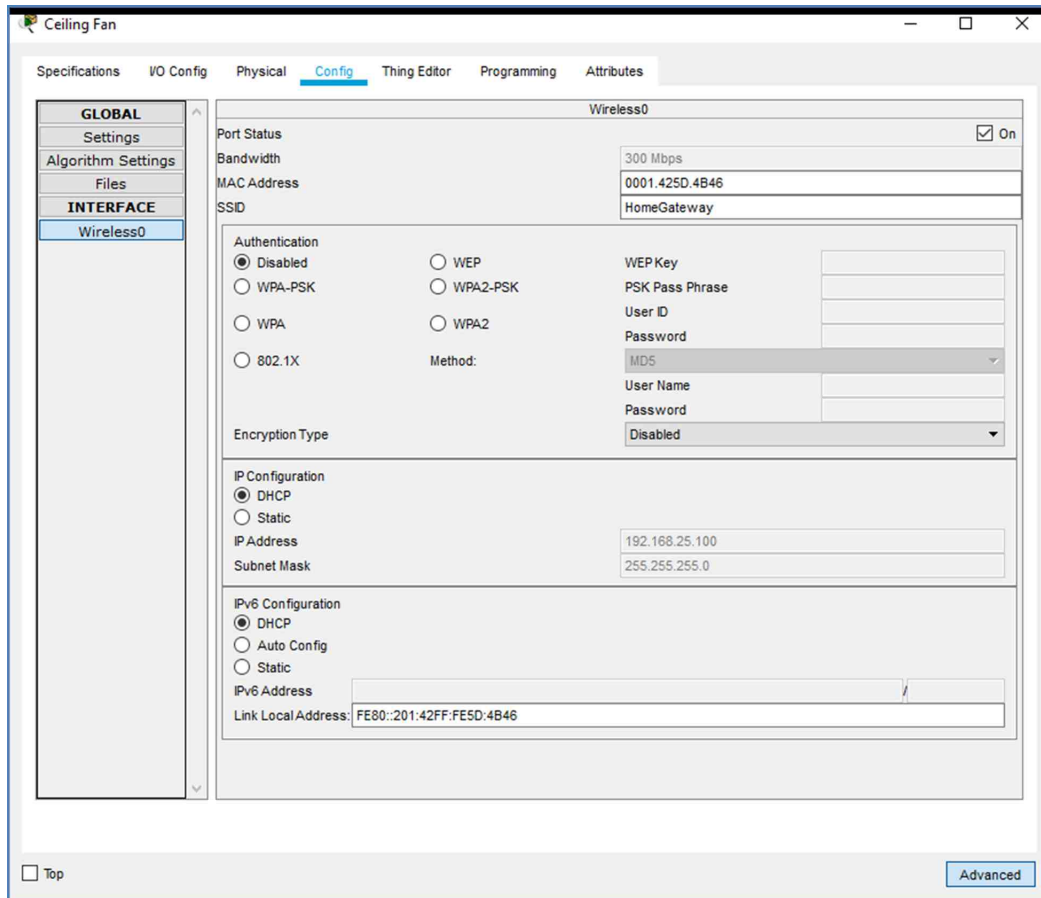 Ceiling Fan
Specifications I/O Config Physical Config Thing Editor Programming Attributes
GLOBAL
Settings
Algorithm Settings
Files
INTERFACE
Wireless0
Wireless0
Port Status On
Bandwidth 300 Mbps
MAC Address 0001.425D.4B46
SSID HomeGateway
Authentication
Disabled WEP WEP Key
WPA-PSK WPA2-PSK PSK Pass Phrase
User ID
WPA WPA2
Password
802.1X Method: MD5
User Name
Password
Encryption Type Disabled
IP Configuration
DHCP
Static
IP Address 192.168.25.100
Subnet Mask 255.255.255.0
IPv6 Configuration
DHCP
Auto Config
Static
IPv6 Address /
Link Local Address: FE80::201:42FF:FE5D:4B46
Top Advanced